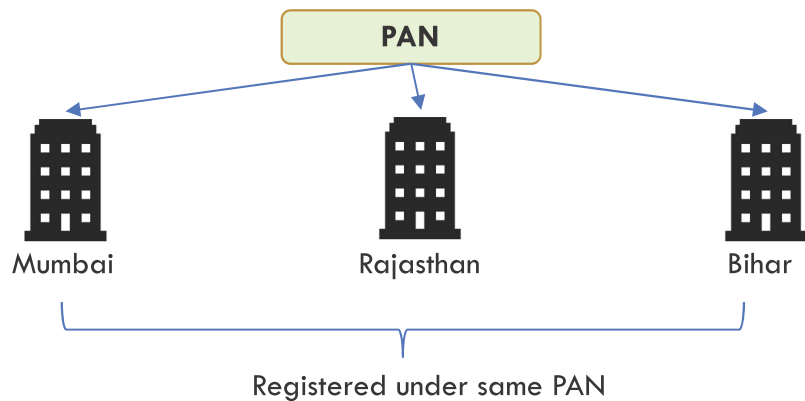 PAN
Mumbai
Rajasthan
Bihar
Registered under same PAN